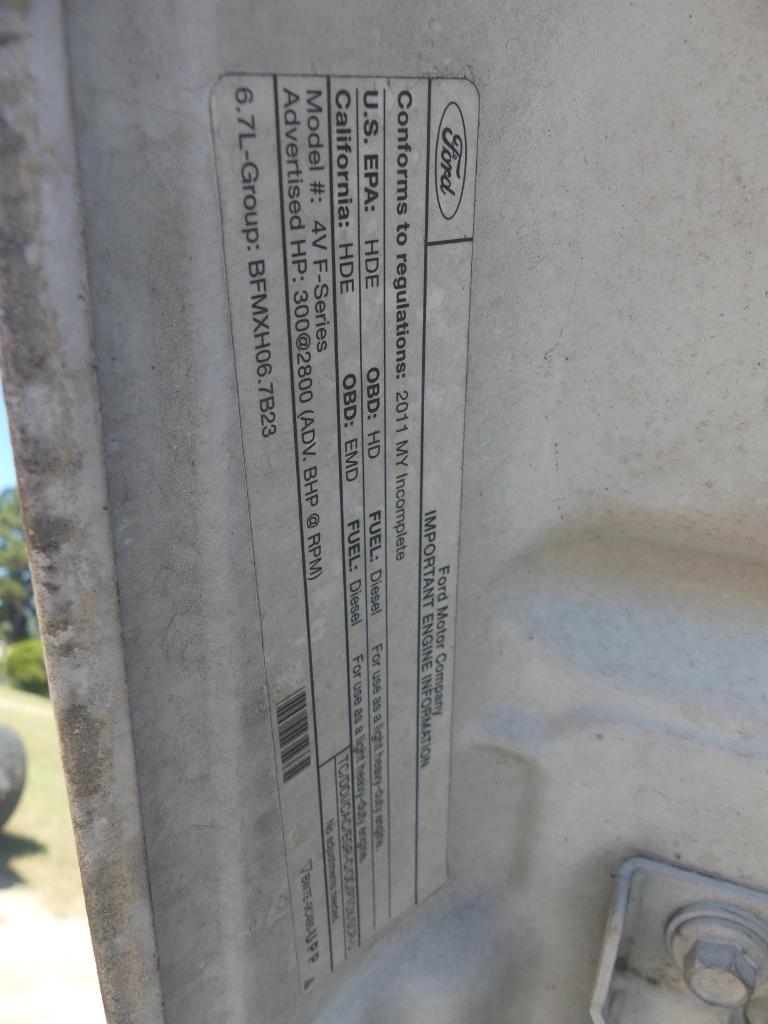 Ford
Ford Motor Company
IMPORTANT ENGINE INFORMATION
Conforms to regulations: 2011 MY Incomplete
U.S. EPA: HDE OBD: HD FUEL: Diesel For use as a light heavy-duty engine.
California: HDE OBD: EMD FUEL: Diesel For use as a light heavy-duty engine.
Model #: 4V F-Series
Advertised HP: 300@2800 (ADV. BHP @ RPM)
No adjustments needed.
6.7L-Group: BFMXH06.7B23